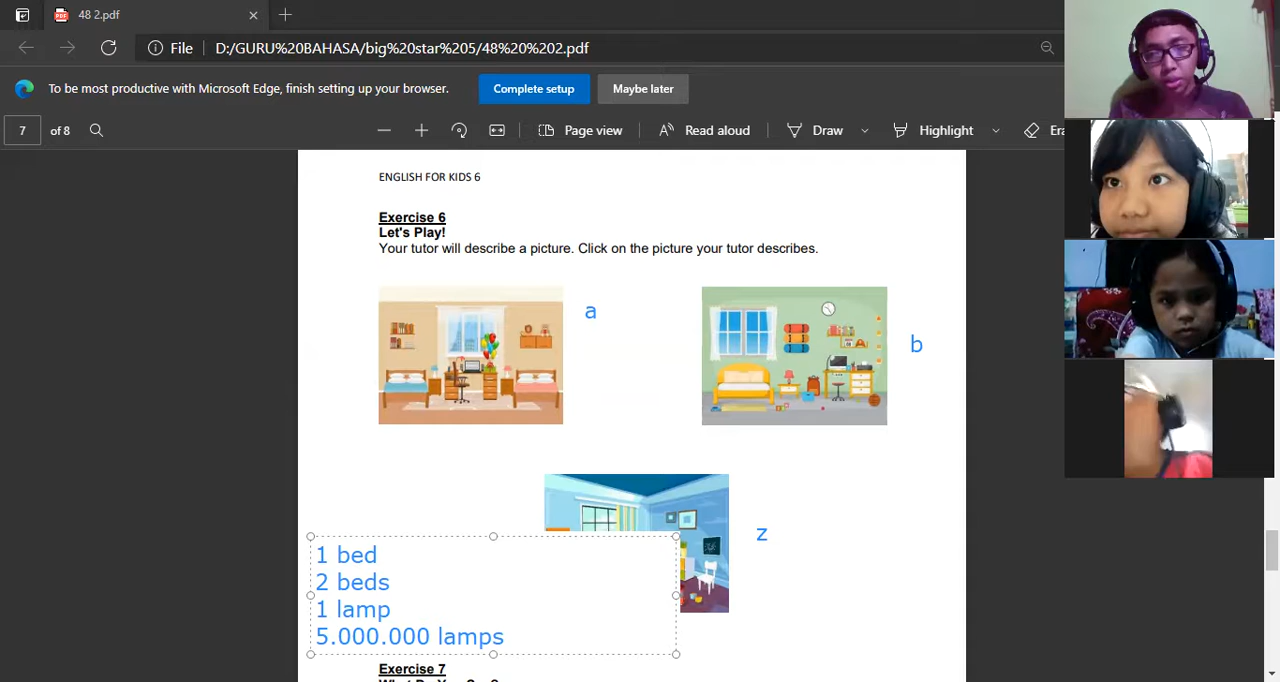 48 2.pdf
File D:/GURU%20BAHASA/big%20star%205/48%20%202.pdf
To be most productive with Microsoft Edge, finish setting up your browser. Complete setup Maybe later
7 of 8 Page view Read aloud Draw Highlight Era
ENGLISH FOR KIDS 6
Exercise 6
Let's Play!
Your tutor will describe a picture. Click on the picture your tutor describes.
a
b
z
1 bed
2 beds
1 lamp
5.000.000 lamps
Exercise 7